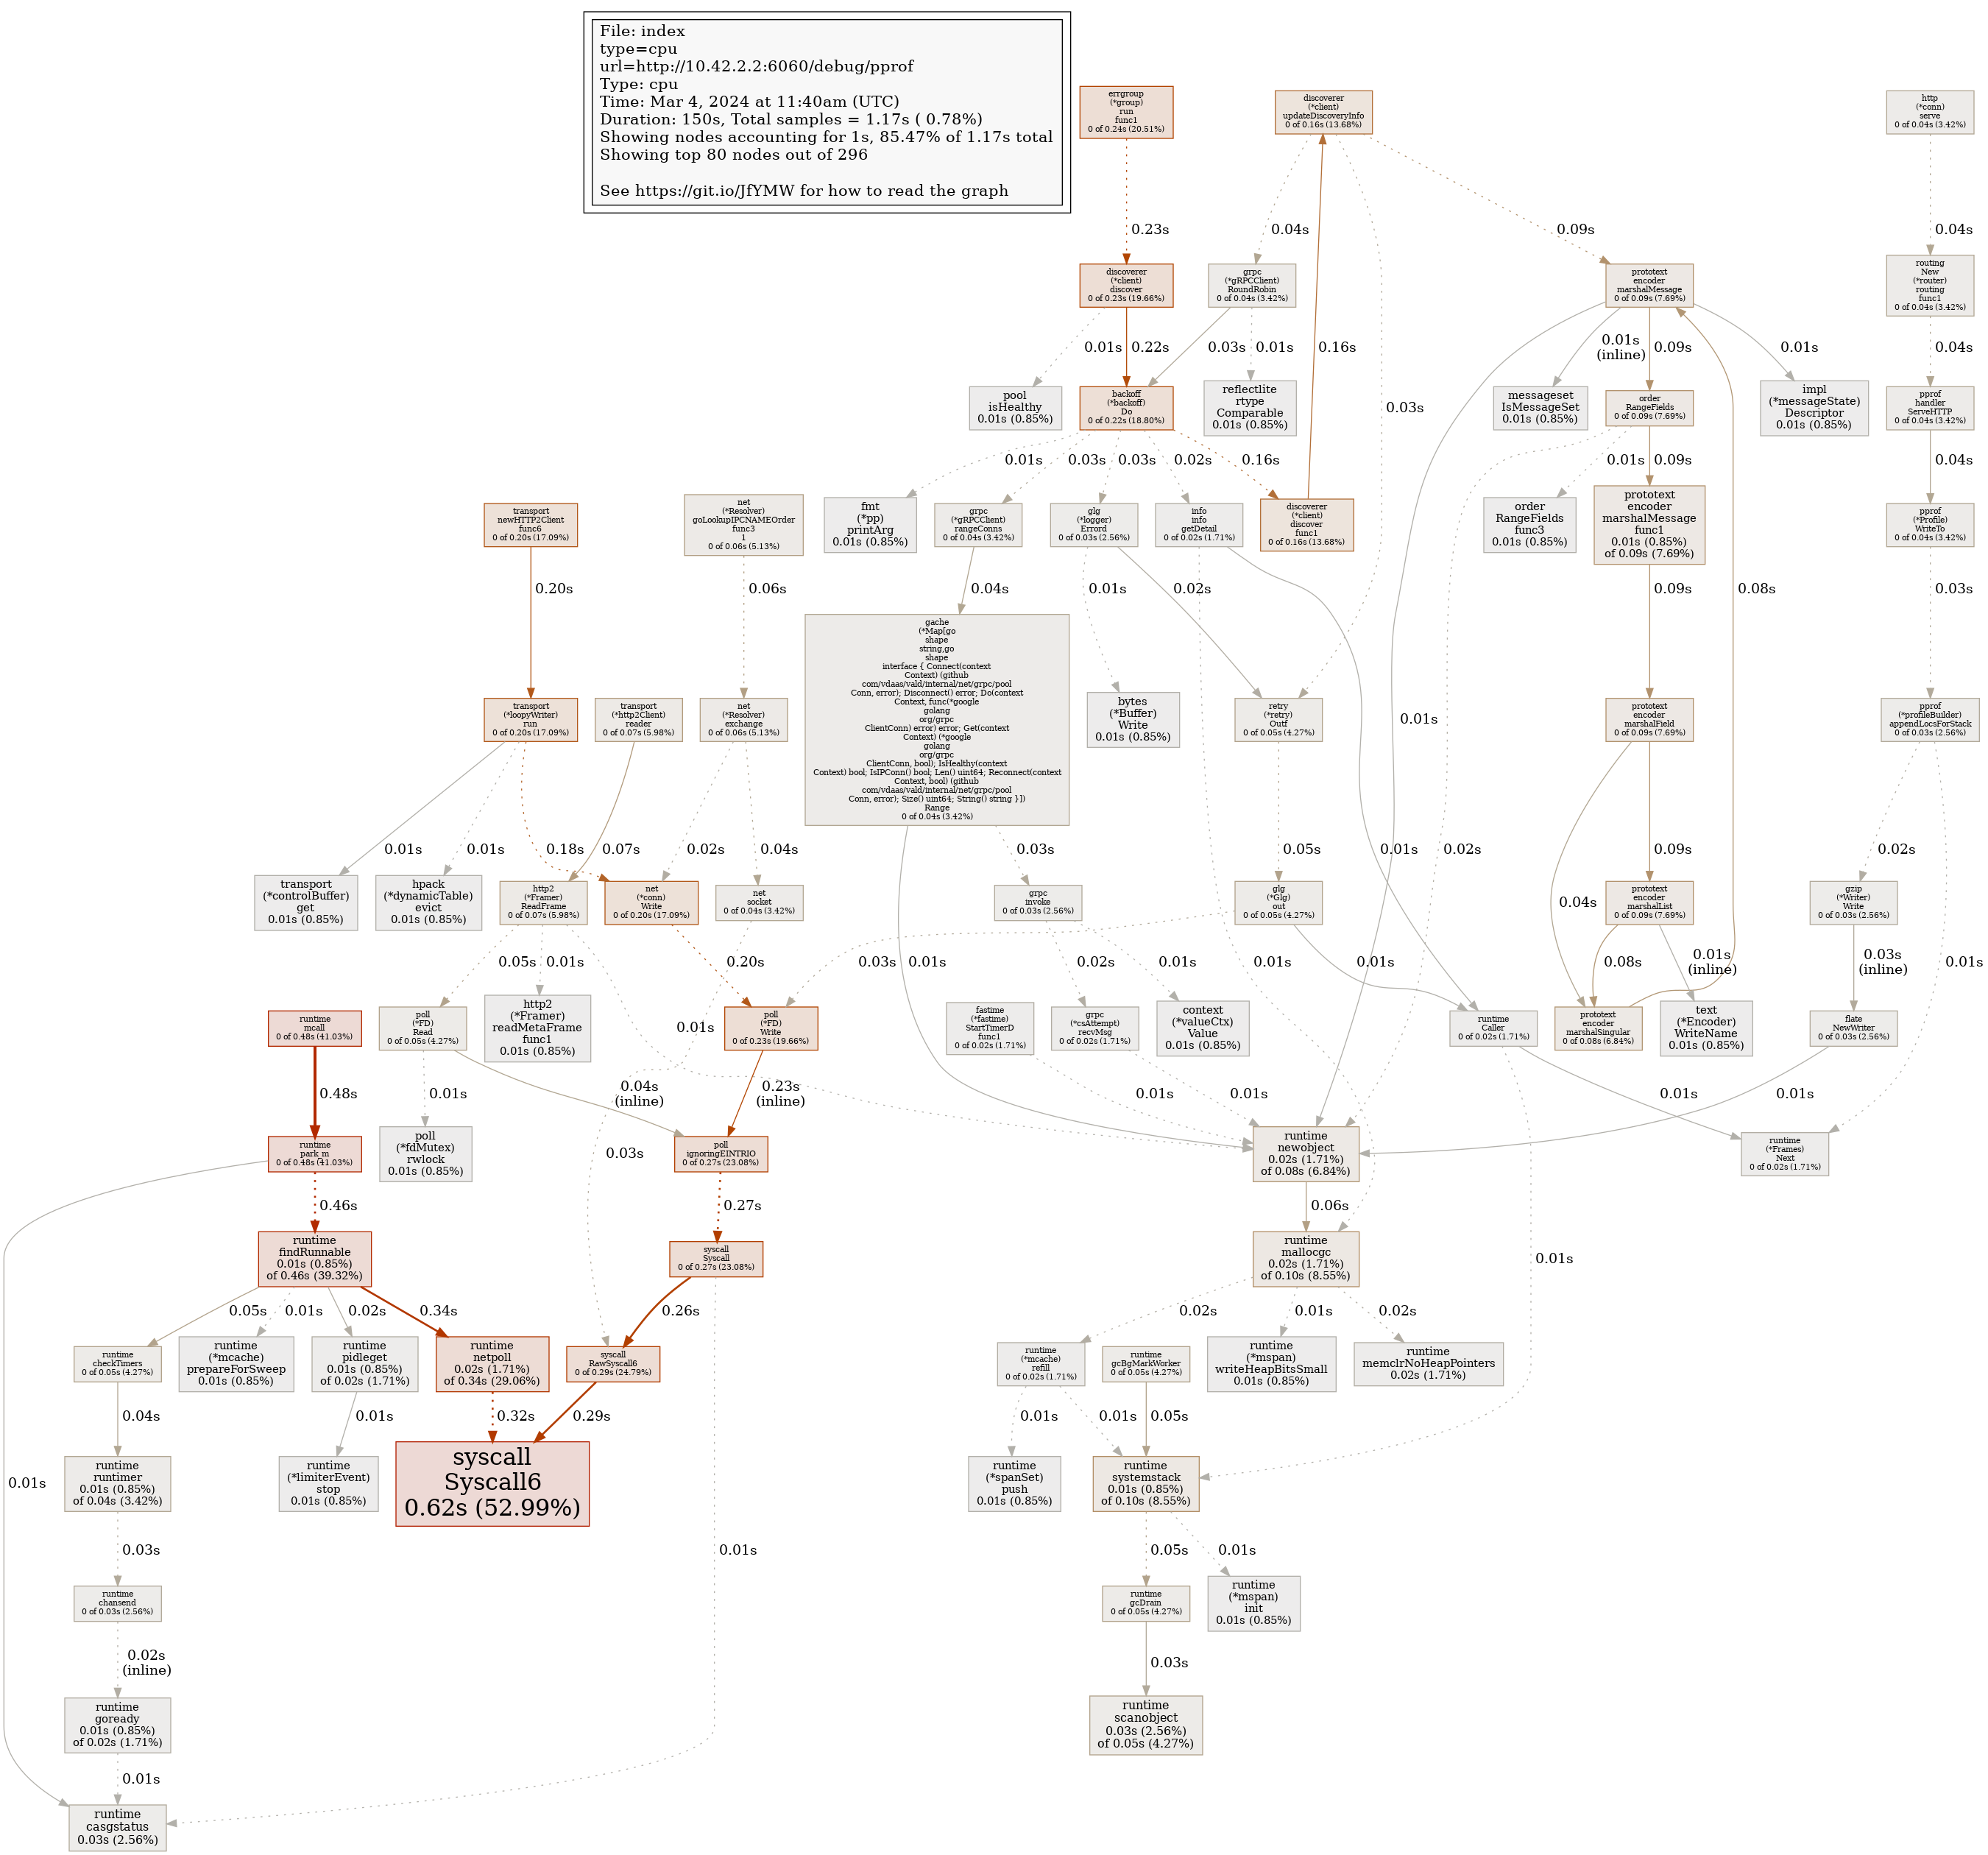 File: index
type=cpu
url=http://10.42.2.2:6060/debug/pprof
Type: cpu
Time: Mar 4, 2024 at 11:40am (UTC)
Duration: 150s, Total samples = 1.17s ( 0.78%)
Showing nodes accounting for 1s, 85.47% of 1.17s total
Showing top 80 nodes out of 296
See https://git.io/JfYMW for how to read the graph
errgroup
(*group)
run
func1
0 of 0.24s (20.51%)
discoverer
(*client)
updateDiscoveryInfo
0 of 0.16s (13.68%)
http
(*conn)
serve
0 of 0.04s (3.42%)
0.23s
0.04s
0.09s
0.04s
discoverer
(*client)
discover
0 of 0.23s (19.66%)
grpc
(*gRPCClient)
RoundRobin
0 of 0.04s (3.42%)
prototext
encoder
marshalMessage
0 of 0.09s (7.69%)
routing
New
(*router)
routing
func1
0 of 0.04s (3.42%)
0.01s
0.22s
0.03s
0.01s
0.16s
0.03s
0.01s
(inline)
0.09s
0.01s
0.04s
pool
isHealthy
0.01s (0.85%)
backoff
(*backoff)
Do
0 of 0.22s (18.80%)
reflectlite
rtype
Comparable
0.01s (0.85%)
messageset
IsMessageSet
0.01s (0.85%)
order
RangeFields
0 of 0.09s (7.69%)
impl
(*messageState)
Descriptor
0.01s (0.85%)
pprof
handler
ServeHTTP
0 of 0.04s (3.42%)
0.01s
0.03s
0.03s
0.02s
0.16s
0.01s
0.09s
0.04s
transport
newHTTP2Client
func6
0 of 0.20s (17.09%)
net
(*Resolver)
goLookupIPCNAMEOrder
func3
1
0 of 0.06s (5.13%)
fmt
(*pp)
printArg
0.01s (0.85%)
grpc
(*gRPCClient)
rangeConns
0 of 0.04s (3.42%)
glg
(*logger)
Errord
0 of 0.03s (2.56%)
info
info
getDetail
0 of 0.02s (1.71%)
discoverer
(*client)
discover
func1
0 of 0.16s (13.68%)
order
RangeFields
func3
0.01s (0.85%)
prototext
encoder
marshalMessage
func1
0.01s (0.85%)
of 0.09s (7.69%)
pprof
(*Profile)
WriteTo
0 of 0.04s (3.42%)
0.20s
0.06s
0.04s
0.01s
0.02s
0.09s
0.08s
0.03s
gache
(*Map[go
shape
string,go
shape
interface { Connect(context
Context) (github
com/vdaas/vald/internal/net/grpc/pool
Conn, error); Disconnect() error; Do(context
Context, func(*google
golang
org/grpc
ClientConn) error) error; Get(context
Context) (*google
golang
org/grpc
ClientConn, bool); IsHealthy(context
Context) bool; IsIPConn() bool; Len() uint64; Reconnect(context
Context, bool) (github
com/vdaas/vald/internal/net/grpc/pool
Conn, error); Size() uint64; String() string }])
Range
0 of 0.04s (3.42%)
transport
(*loopyWriter)
run
0 of 0.20s (17.09%)
transport
(*http2Client)
reader
0 of 0.07s (5.98%)
net
(*Resolver)
exchange
0 of 0.06s (5.13%)
bytes
(*Buffer)
Write
0.01s (0.85%)
retry
(*retry)
Outf
0 of 0.05s (4.27%)
prototext
encoder
marshalField
0 of 0.09s (7.69%)
pprof
(*profileBuilder)
appendLocsForStack
0 of 0.03s (2.56%)
0.01s
0.01s
0.01s
0.18s
0.07s
0.02s
0.04s
0.03s
0.05s
0.01s
0.02s
0.09s
0.02s
transport
(*controlBuffer)
get
0.01s (0.85%)
hpack
(*dynamicTable)
evict
0.01s (0.85%)
http2
(*Framer)
ReadFrame
0 of 0.07s (5.98%)
net
(*conn)
Write
0 of 0.20s (17.09%)
net
socket
0 of 0.04s (3.42%)
grpc
invoke
0 of 0.03s (2.56%)
glg
(*Glg)
out
0 of 0.05s (4.27%)
prototext
encoder
marshalList
0 of 0.09s (7.69%)
gzip
(*Writer)
Write
0 of 0.03s (2.56%)
0.04s
0.05s
0.01s
0.20s
0.03s
0.01s
0.02s
0.01s
0.01s
0.01s
0.08s
0.01s
(inline)
0.03s
(inline)
0.01s
runtime
mcall
0 of 0.48s (41.03%)
poll
(*FD)
Read
0 of 0.05s (4.27%)
http2
(*Framer)
readMetaFrame
func1
0.01s (0.85%)
0.01s
poll
(*FD)
Write
0 of 0.23s (19.66%)
fastime
(*fastime)
StartTimerD
func1
0 of 0.02s (1.71%)
grpc
(*csAttempt)
recvMsg
0 of 0.02s (1.71%)
context
(*valueCtx)
Value
0.01s (0.85%)
runtime
Caller
0 of 0.02s (1.71%)
prototext
encoder
marshalSingular
0 of 0.08s (6.84%)
text
(*Encoder)
WriteName
0.01s (0.85%)
flate
NewWriter
0 of 0.03s (2.56%)
0.48s
0.01s
0.04s
(inline)
0.23s
(inline)
0.01s
0.01s
0.01s
0.01s
runtime
park_m
0 of 0.48s (41.03%)
poll
(*fdMutex)
rwlock
0.01s (0.85%)
0.03s
poll
ignoringEINTRIO
0 of 0.27s (23.08%)
runtime
newobject
0.02s (1.71%)
of 0.08s (6.84%)
runtime
(*Frames)
Next
0 of 0.02s (1.71%)
0.46s
0.27s
0.06s
runtime
findRunnable
0.01s (0.85%)
of 0.46s (39.32%)
syscall
Syscall
0 of 0.27s (23.08%)
runtime
mallocgc
0.02s (1.71%)
of 0.10s (8.55%)
0.01s
0.05s
0.01s
0.02s
0.34s
0.26s
0.02s
0.01s
0.02s
runtime
checkTimers
0 of 0.05s (4.27%)
runtime
(*mcache)
prepareForSweep
0.01s (0.85%)
runtime
pidleget
0.01s (0.85%)
of 0.02s (1.71%)
runtime
netpoll
0.02s (1.71%)
of 0.34s (29.06%)
syscall
RawSyscall6
0 of 0.29s (24.79%)
runtime
(*mcache)
refill
0 of 0.02s (1.71%)
runtime
gcBgMarkWorker
0 of 0.05s (4.27%)
runtime
(*mspan)
writeHeapBitsSmall
0.01s (0.85%)
runtime
memclrNoHeapPointers
0.02s (1.71%)
0.04s
0.01s
0.32s
0.29s
0.01s
0.01s
0.05s
0.01s
runtime
runtimer
0.01s (0.85%)
of 0.04s (3.42%)
runtime
(*limiterEvent)
stop
0.01s (0.85%)
syscall
Syscall6
0.62s (52.99%)
runtime
(*spanSet)
push
0.01s (0.85%)
runtime
systemstack
0.01s (0.85%)
of 0.10s (8.55%)
0.03s
0.01s
0.05s
0.01s
runtime
chansend
0 of 0.03s (2.56%)
runtime
gcDrain
0 of 0.05s (4.27%)
runtime
(*mspan)
init
0.01s (0.85%)
0.02s
(inline)
0.03s
runtime
goready
0.01s (0.85%)
of 0.02s (1.71%)
runtime
scanobject
0.03s (2.56%)
of 0.05s (4.27%)
0.01s
runtime
casgstatus
0.03s (2.56%)